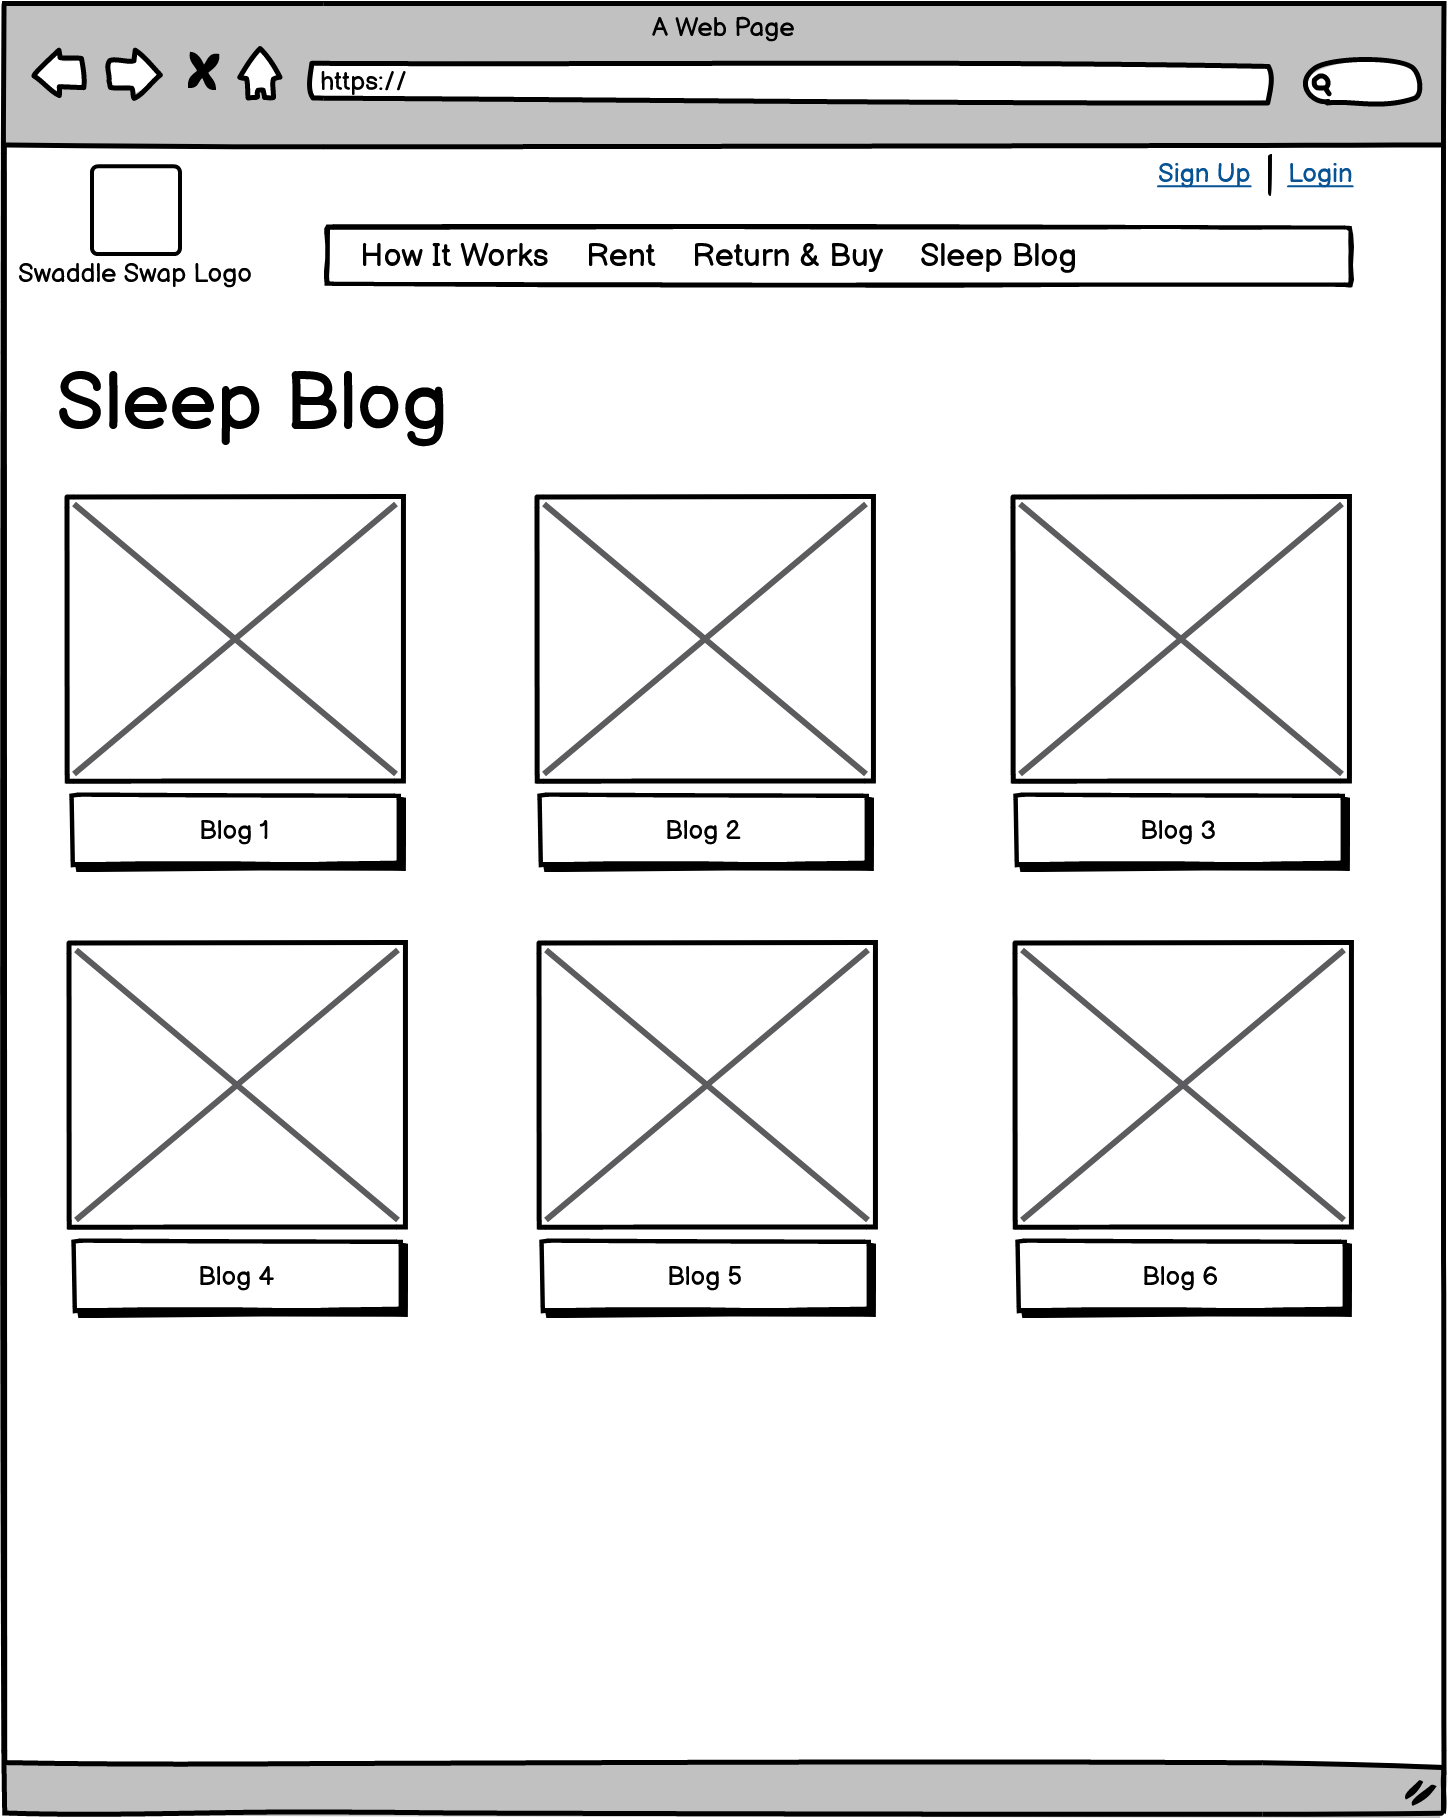 A Web Page
https://
Sign Up Login
Swaddle Swap Logo
How It Works Rent Return & Buy Sleep Blog
Sleep Blog
Blog 1 Blog 2 Blog 3
Blog 4 Blog 5 Blog 6